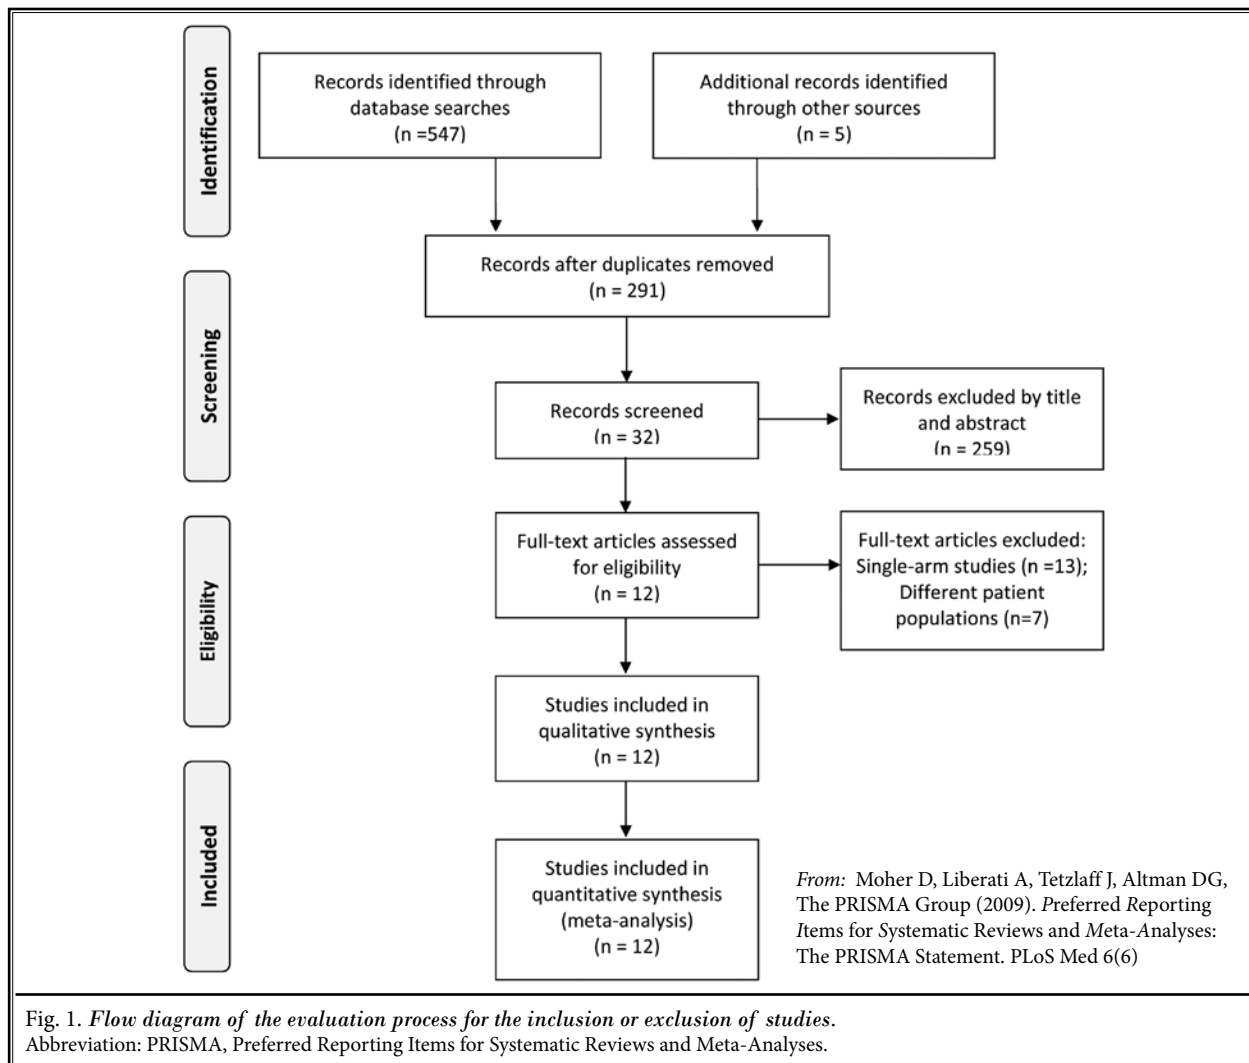 Identification
Records identified through
database searches
(n =547)
Additional records identified
through other sources
(n = 5)
Records after duplicates removed
(n = 291)
Screening
Records screened
(n = 32)
Records excluded by title
and abstract
(n = 259)
Eligibility
Full-text articles assessed
for eligibility
(n = 12)
Full-text articles excluded:
Single-arm studies (n =13);
Different patient
populations (n=7)
Studies included in
qualitative synthesis
(n = 12)
Included
Studies included in
quantitative synthesis
(meta-analysis)
(n = 12)
From: Moher D, Liberati A, Tetzlaff J, Altman DG,
The PRISMA Group (2009). Preferred Reporting
Items for Systematic Reviews and Meta-Analyses:
The PRISMA Statement. PLoS Med 6(6)
Fig. 1. Flow diagram of the evaluation process for the inclusion or exclusion of studies.
Abbreviation: PRISMA, Preferred Reporting Items for Systematic Reviews and Meta-Analyses.